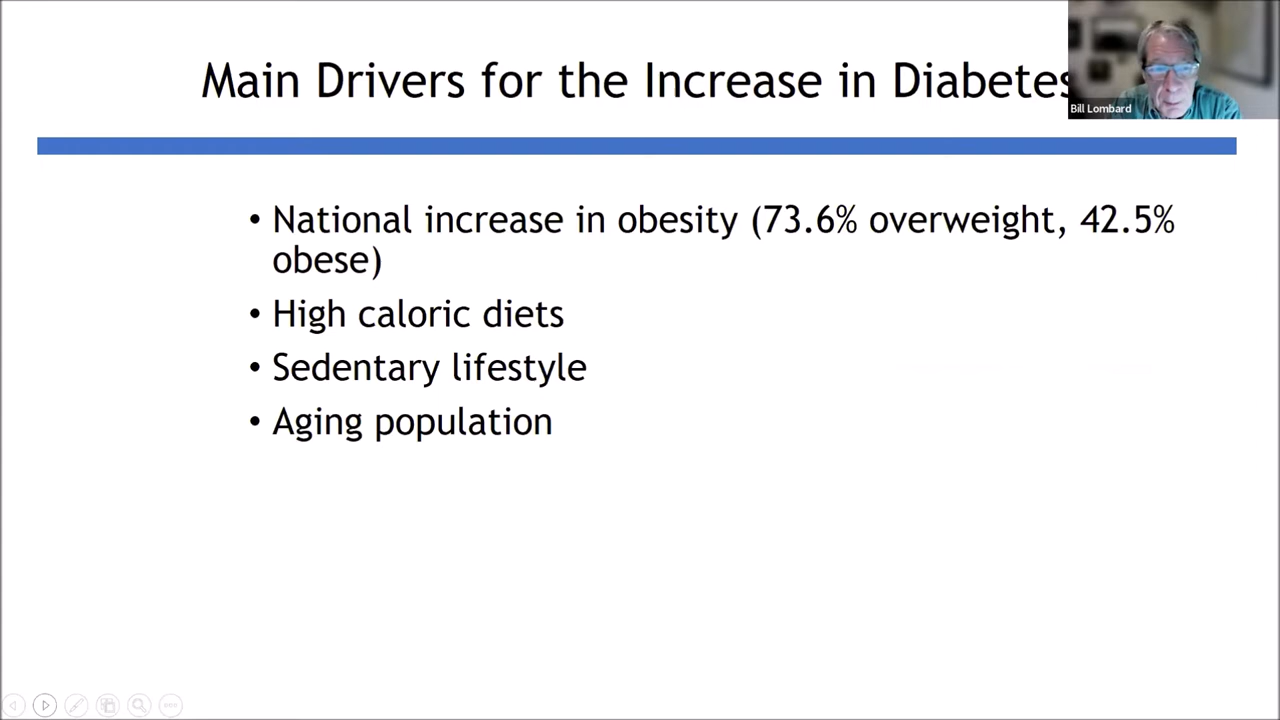 Main Drivers for the Increase in Diabetes
Bill Lombard
• National increase in obesity (73.6% overweight, 42.5%
obese)
• High caloric diets
• Sedentary lifestyle
• Aging population